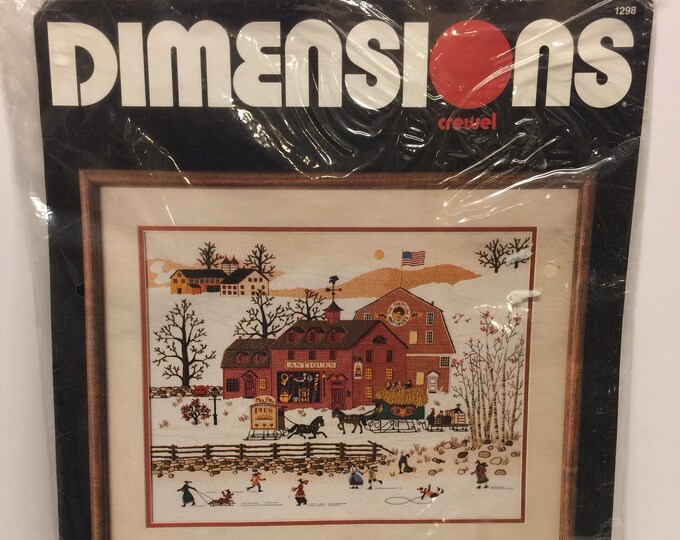 1298
DIMENSIONS
crewel
ANTIQUES
PIES